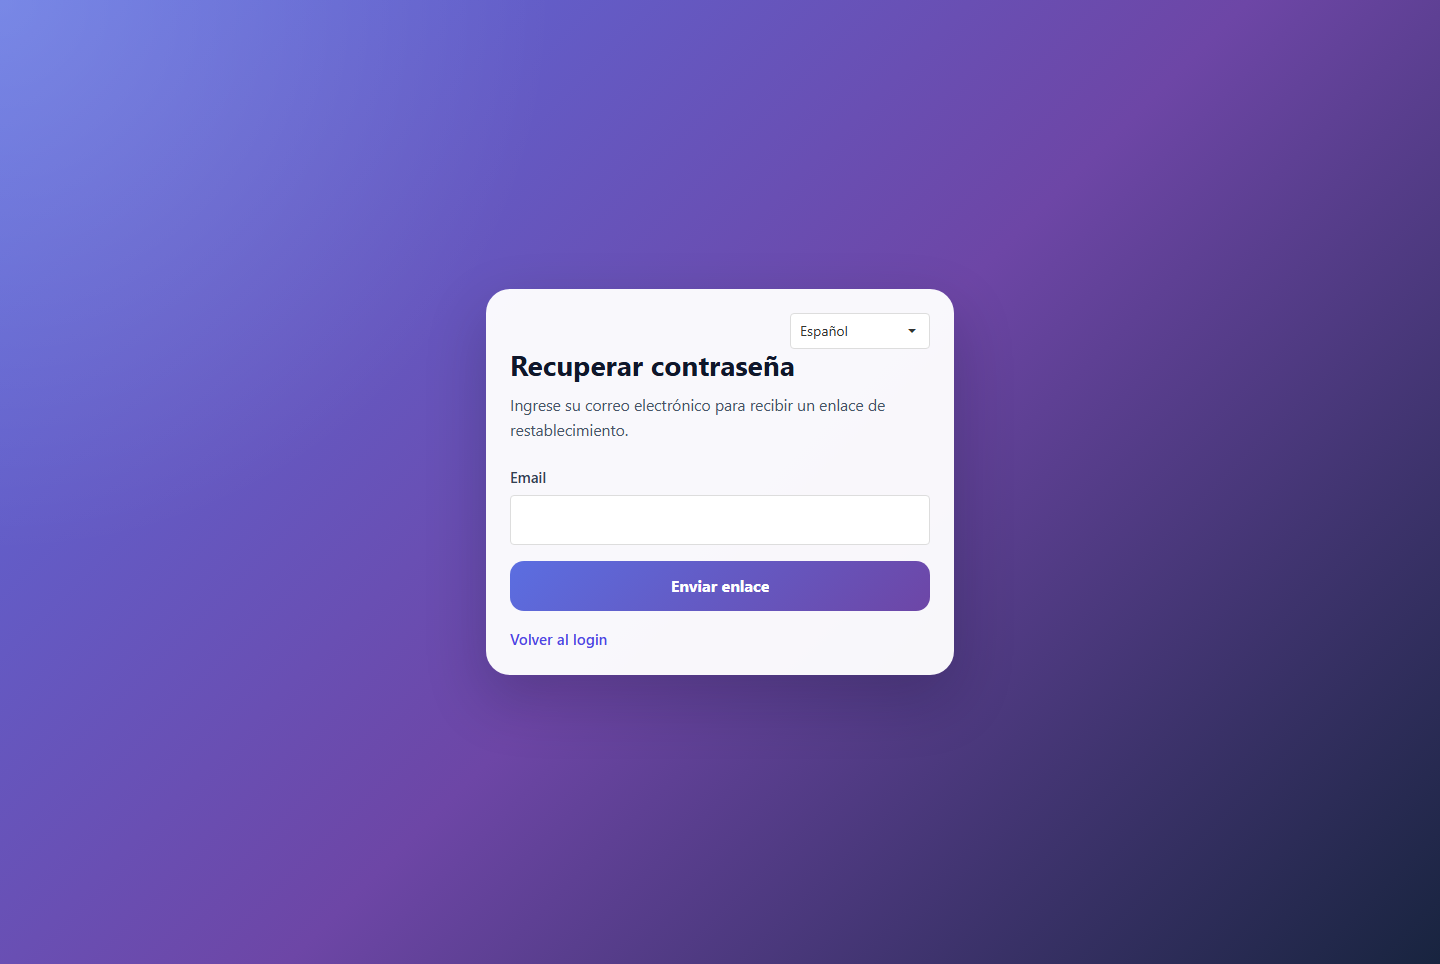 Español
Recuperar contraseña
Ingrese su correo electrónico para recibir un enlace de
restablecimiento.
Email
Enviar enlace
Volver al login